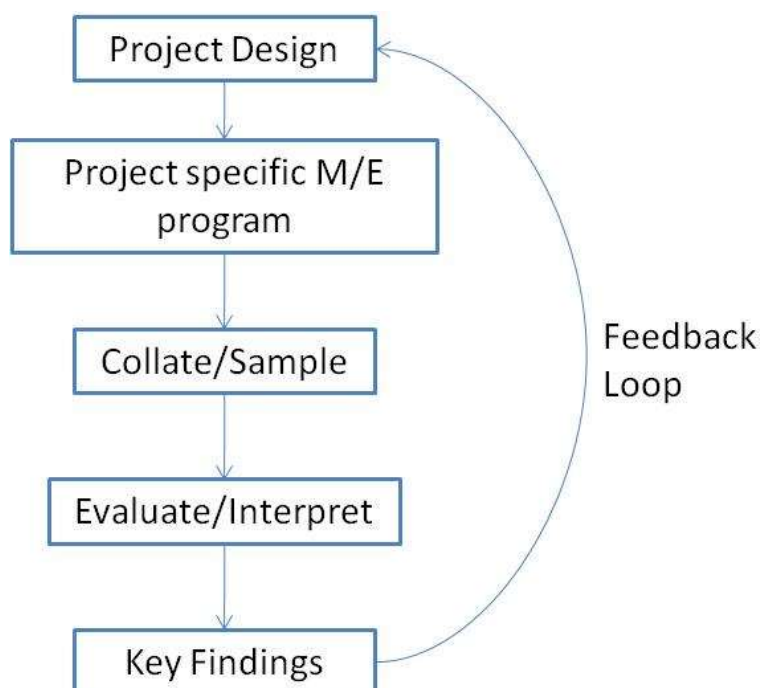 Project Design
Project specific M/E
program
Collate/Sample
Feedback
Loop
Evaluate/Interpret
Key Findings